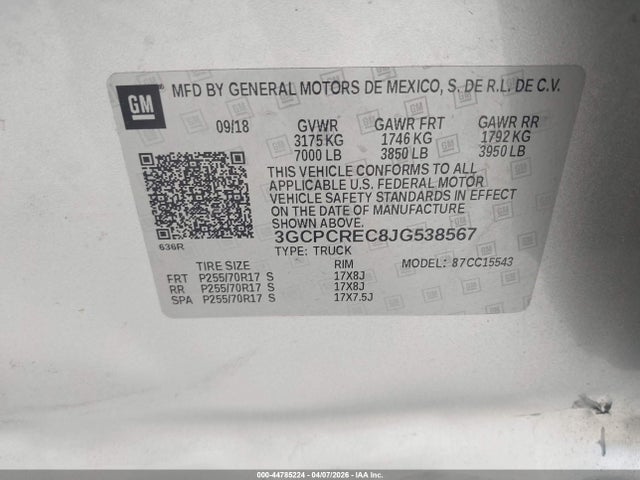 GM
® MFD BY GENERAL MOTORS DE MEXICO, S. DE R.L. DE C.V.
09/18 GVWR GAWR FRT GAWR RR
3175 KG 1746 KG 1792 KG
7000 LB 3850 LB 3950 LB
THIS VEHICLE CONFORMS TO ALL
APPLICABLE U.S. FEDERAL MOTOR
VEHICLE SAFETY STANDARDS IN EFFECT
ON THE DATE OF MANUFACTURE
SHOWN ABOVE.
636R
3GCPCREC8JG538567
TYPE: TRUCK MODEL: 87CC15543
TIRE SIZE RIM
FRT P255/70R17 S 17X8J
RR P255/70R17 S 17X8J
SPA P255/70R17 S 17X7.5J
000-44785224 | 04/07/2026 | IAA Inc.